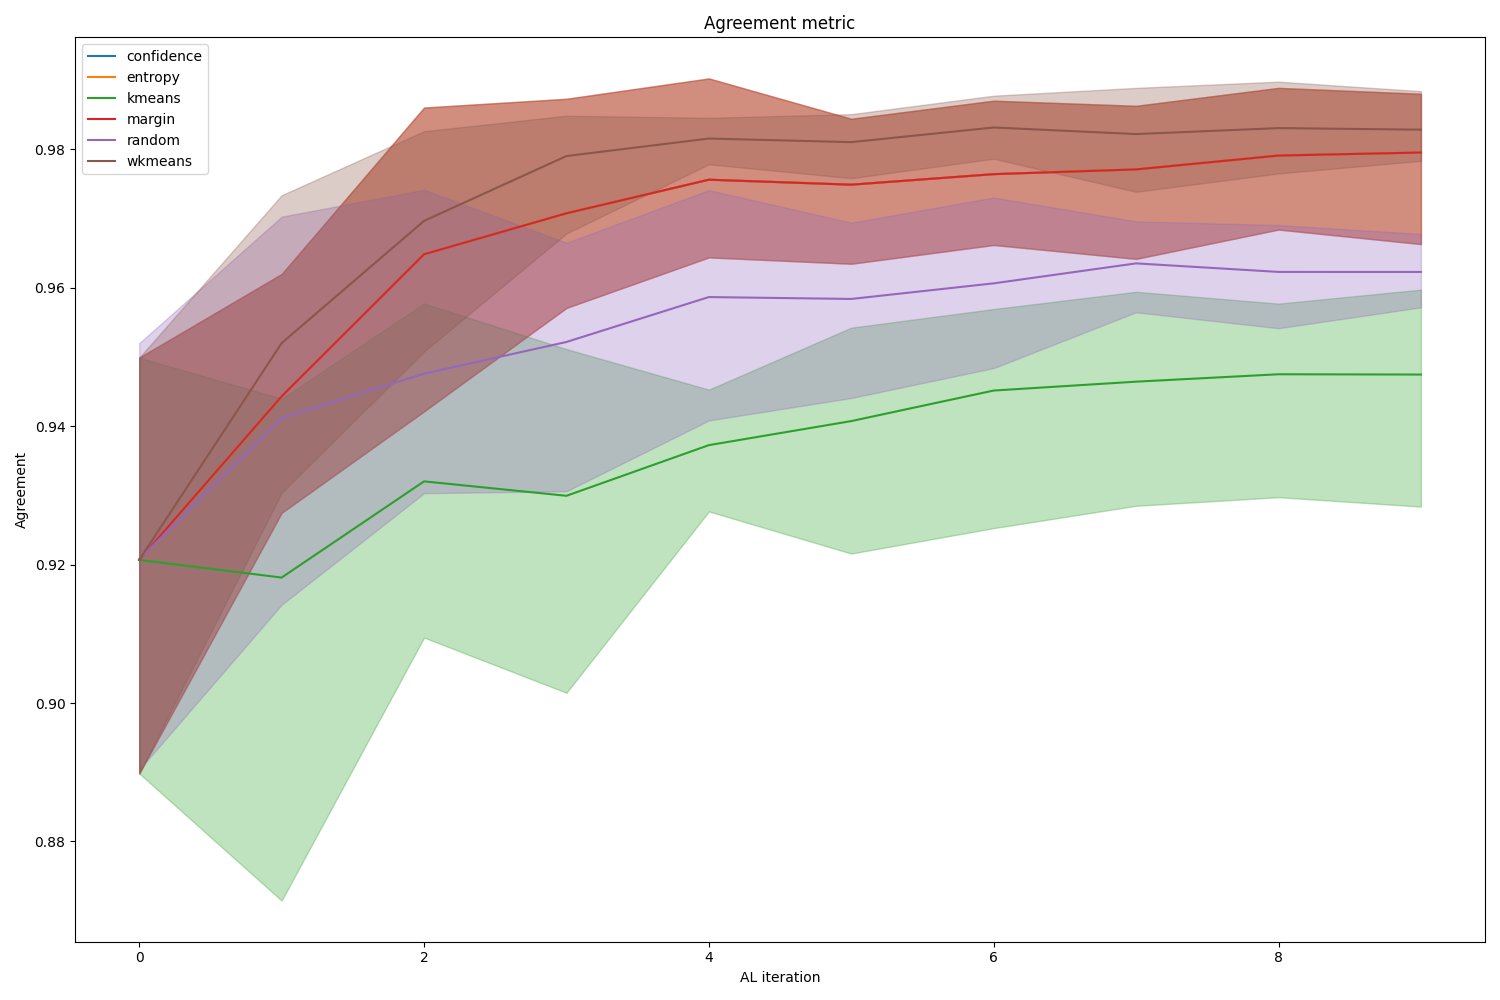 Agreement metric
confidence
entropy
kmeans
margin
random
wkmeans
0.98
0.96
0.94
0.92
0.90
0.88
Agreement
0 2 4 6 8
AL iteration